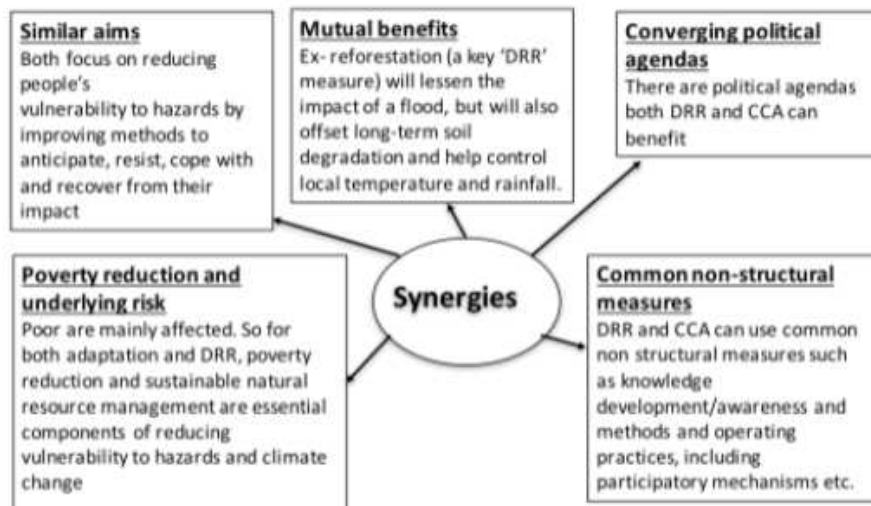 Similar aims
Both focus on reducing
people's
vulnerability to hazards by
improving methods to
anticipate, resist, cope with
and recover from their
impact
Mutual benefits
Ex- reforestation (a key 'DRR'
measure) will lessen the
impact of a flood, but will also
offset long-term soil
degradation and help control
local temperature and rainfall.
Converging political
agendas
There are political agendas
both DRR and CCA can
benefit
Synergies
Poverty reduction and
underlying risk
Poor are mainly affected. So for
both adaptation and DRR, poverty
reduction and sustainable natural
resource management are essential
components of reducing
vulnerability to hazards and climate
change
Common non-structural
measures
DRR and CCA can use common
non structural measures such
as knowledge
development/awareness and
methods and operating
practices, including
participatory mechanisms etc.